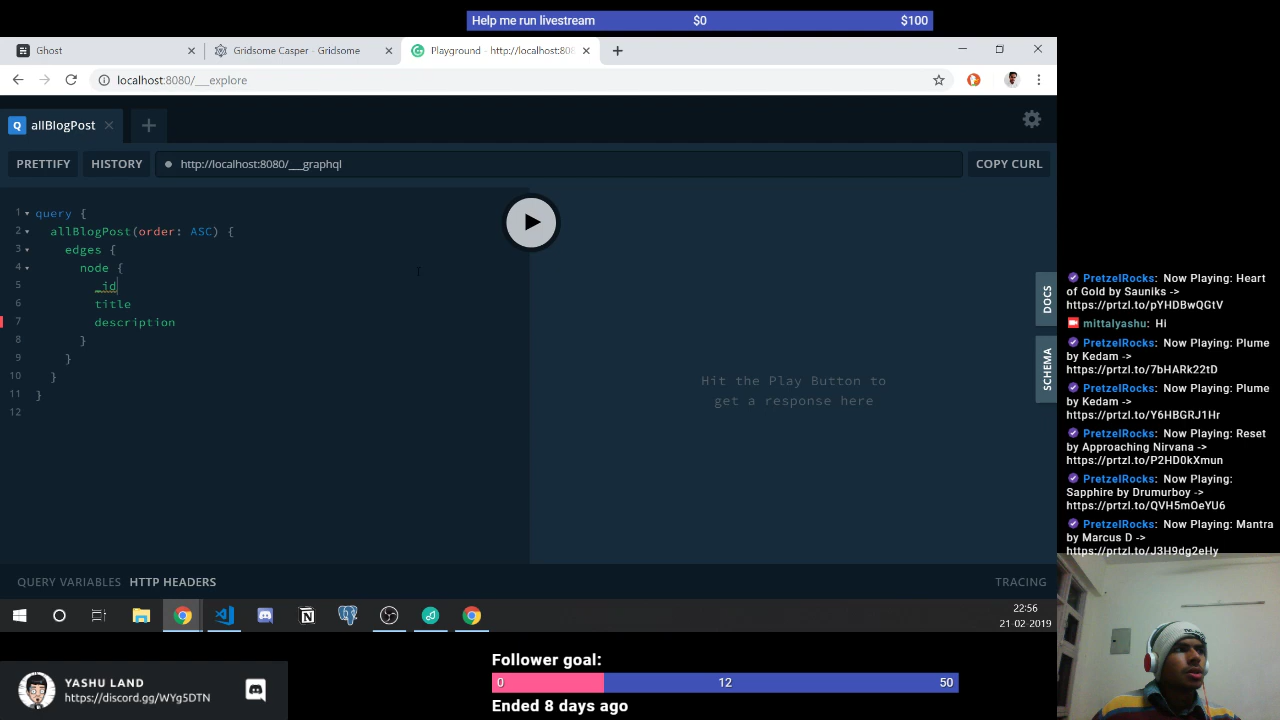 Help me run livestream $0 $100
Ghost
Gridsome Casper - Gridsome
Playground - http://localhost:808
localhost:8080/___explore
Q allBlogPost
PRETTIFY
HISTORY
http://localhost:8080/___graphql
COPY CURL
1 query {
2 allBlogPost(order: ASC) {
3 edges {
4 node {
5 _id
6 title
7 description
8 }
9 }
10 }
11 }
12
Hit the Play Button to
get a response here
DOCS
SCHEMA
QUERY VARIABLES
HTTP HEADERS
TRACING
22:56
21-02-2019
PretzelRocks: Now Playing: Heart
of Gold by Sauniks ->
https://prtzl.to/pYHDBwQGtV
mittalyashu: Hi
PretzelRocks: Now Playing: Plume
by Kedam ->
https://prtzl.to/7bHARk22tD
PretzelRocks: Now Playing: Plume
by Kedam ->
https://prtzl.to/Y6HBGRJ1Hr
PretzelRocks: Now Playing: Reset
by Approaching Nirvana ->
https://prtzl.to/P2HD0kXmun
PretzelRocks: Now Playing:
Sapphire by Drumurboy ->
https://prtzl.to/QVH5mOeYU6
PretzelRocks: Now Playing: Mantra
by Marcus D ->
https://prtzl.to/J3H9dg2eHy
YASHU LAND
https://discord.gg/WYg5DTN
Follower goal:
0 12 50
Ended 8 days ago